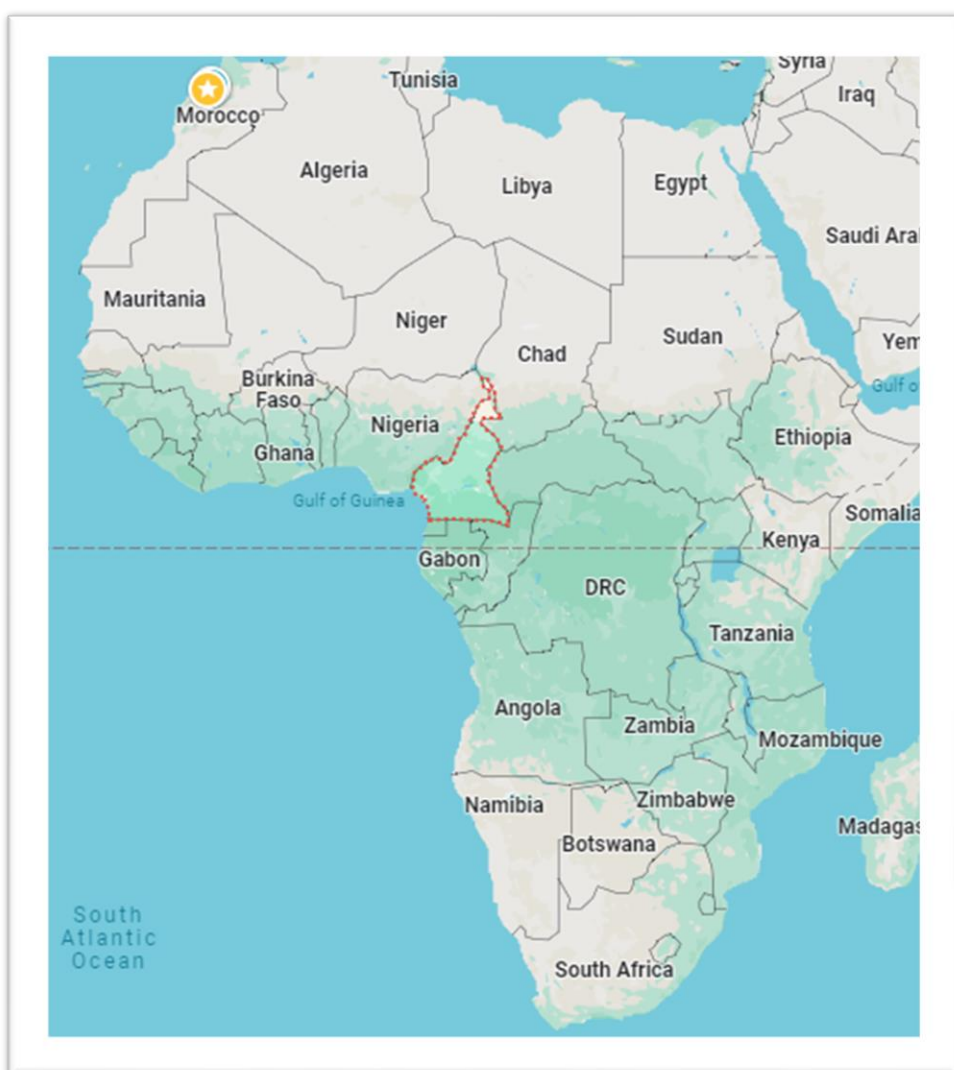 Syria
Tunisia
Iraq
Morocco
Algeria
Libya
Egypt
Saudi Ara
Mauritania
Niger
Chad
Sudan
Yem
Burkina
Faso
Gulf o
Nigeria
Ethiopia
Ghana
Gulf of Guinea
Somalia
Kenya
Gabon
DRC
Tanzania
Angola
Zambia
Mozambique
Namibia
Zimbabwe
Botswana
Madagas
South
Atlantic
Ocean
South Africa